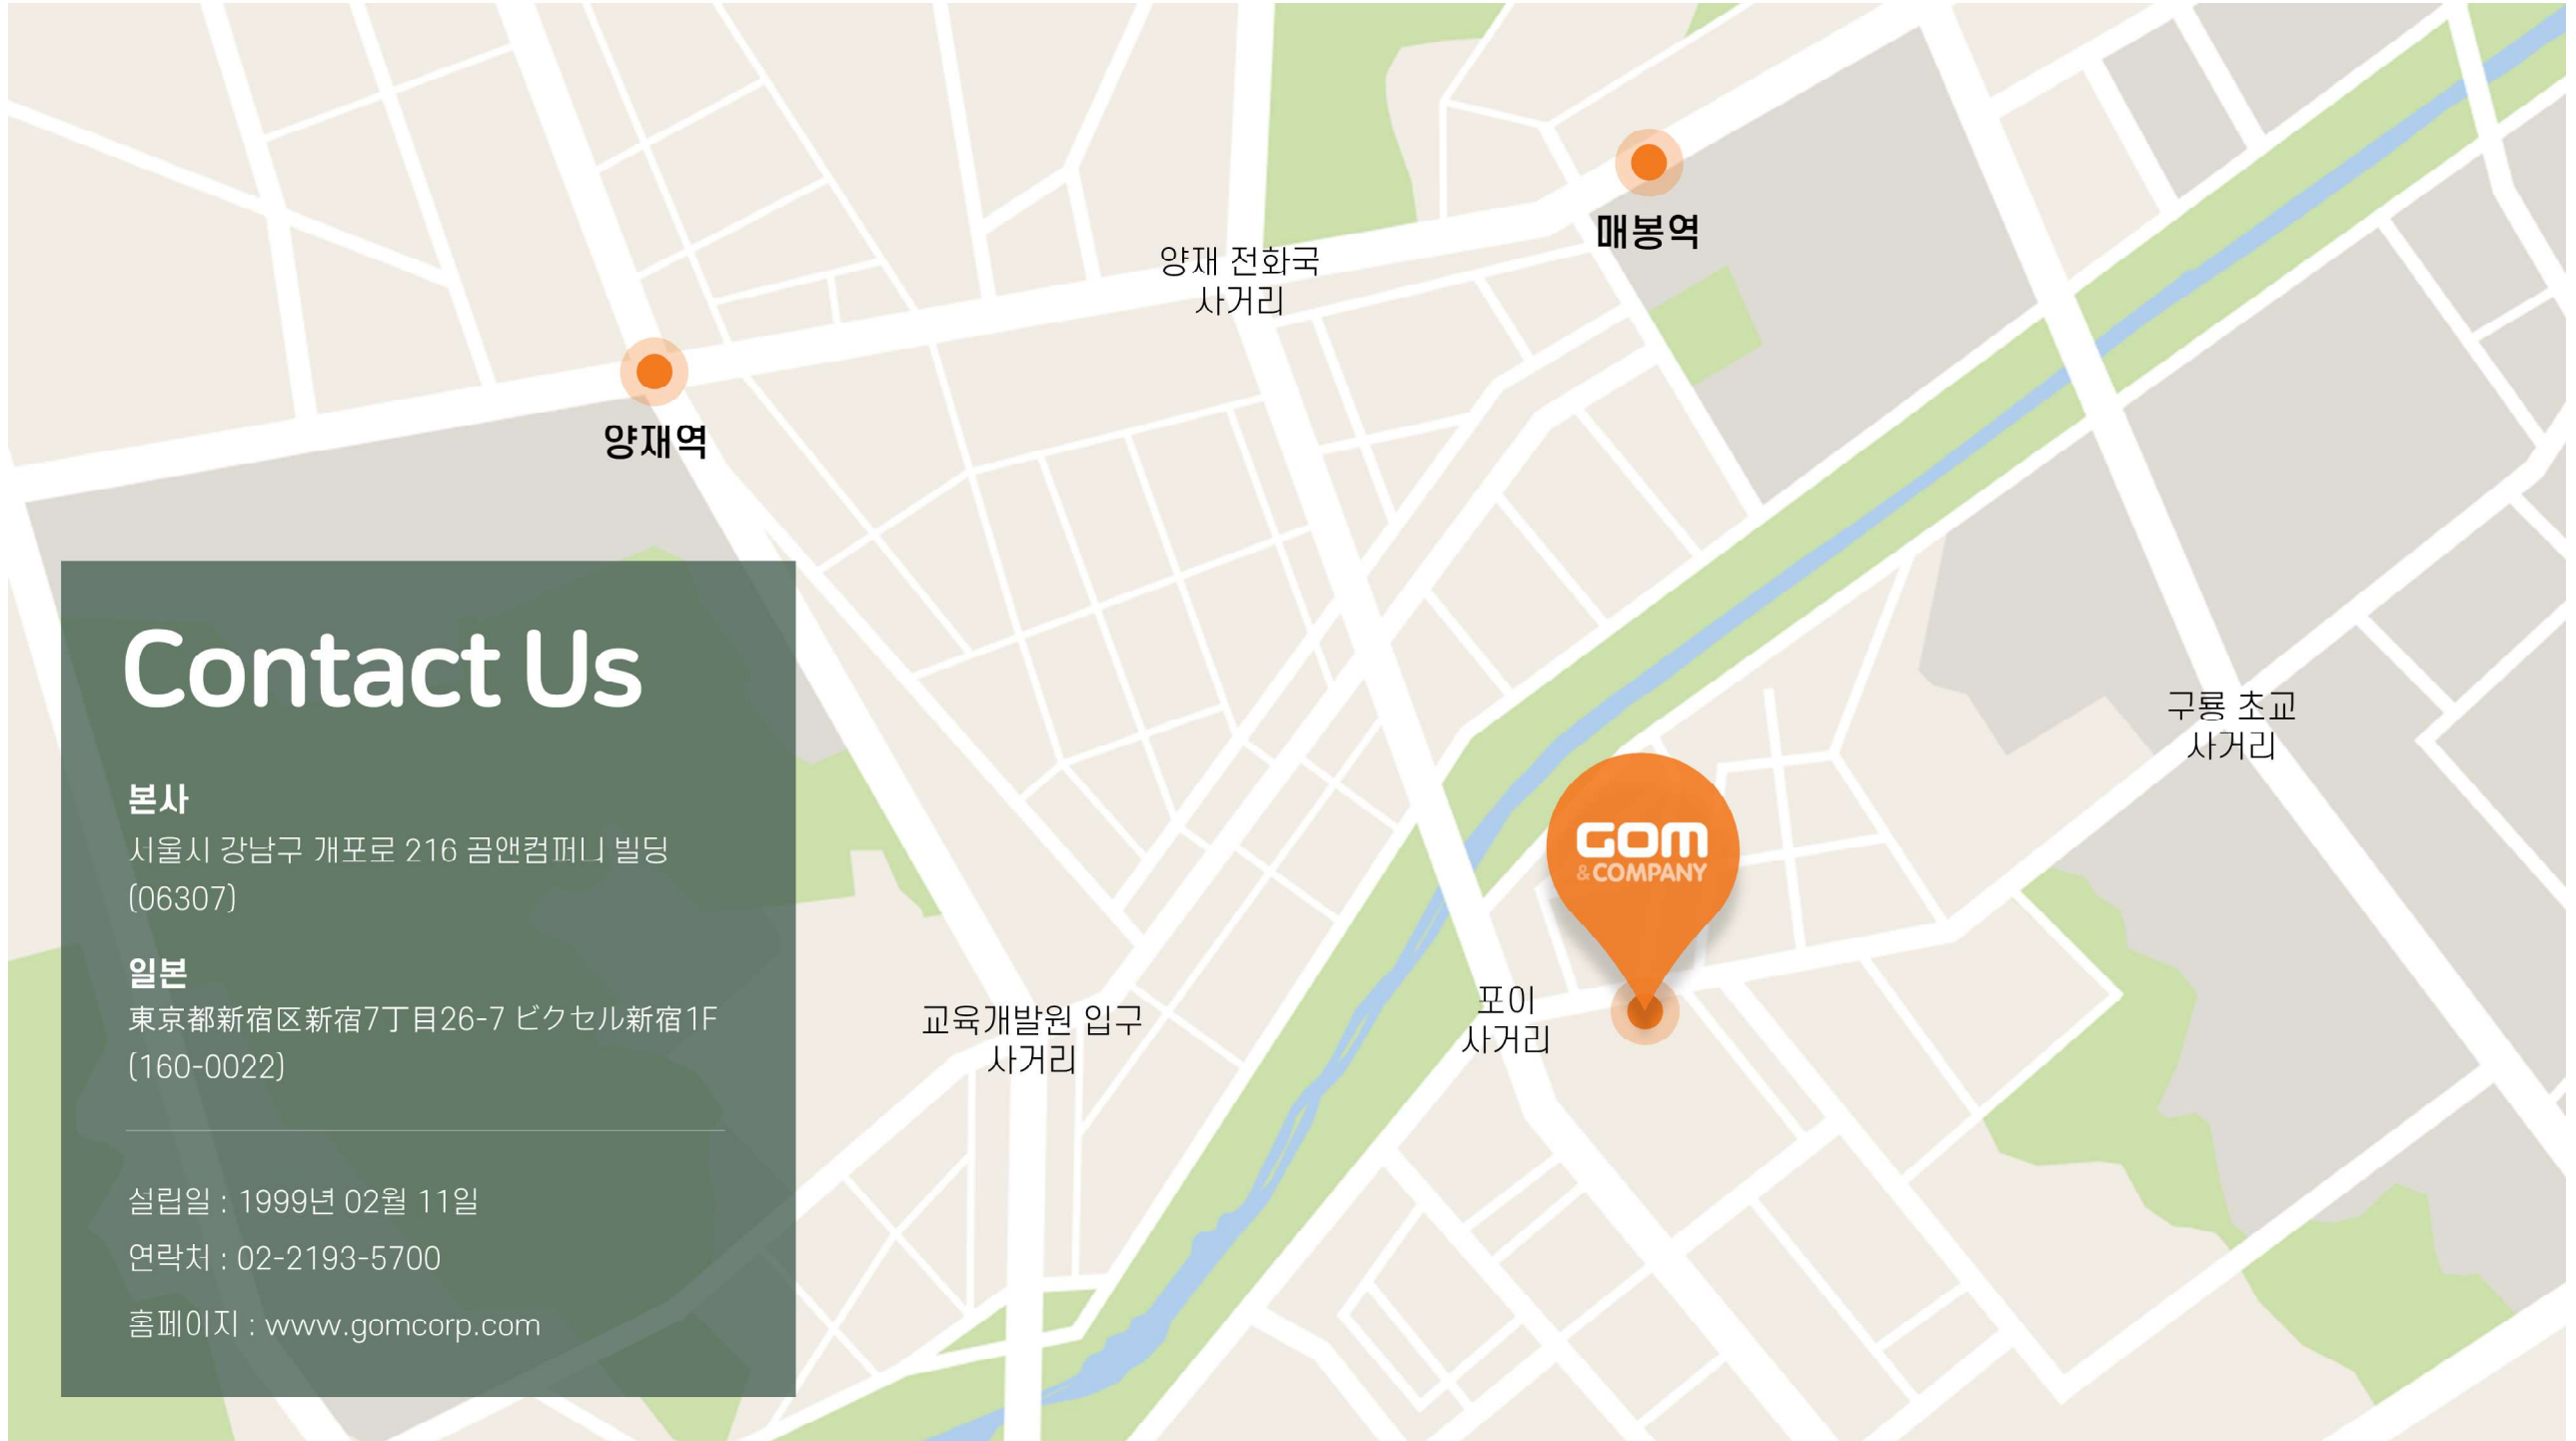 매봉역
양재 전화국
사거리
양재역
Contact Us
본사
서울시 강남구 개포로 216 곰앤컴퍼니 빌딩
(06307)
일본
東京都新宿区新宿7丁目26-7 ビクセル新宿1F
(160-0022)
설립일 : 1999년 02월 11일
연락처 : 02-2193-5700
홈페이지 : www.gomcorp.com
구룡 초교
사거리
GOM
&COMPANY
포이
사거리
교육개발원 입구
사거리